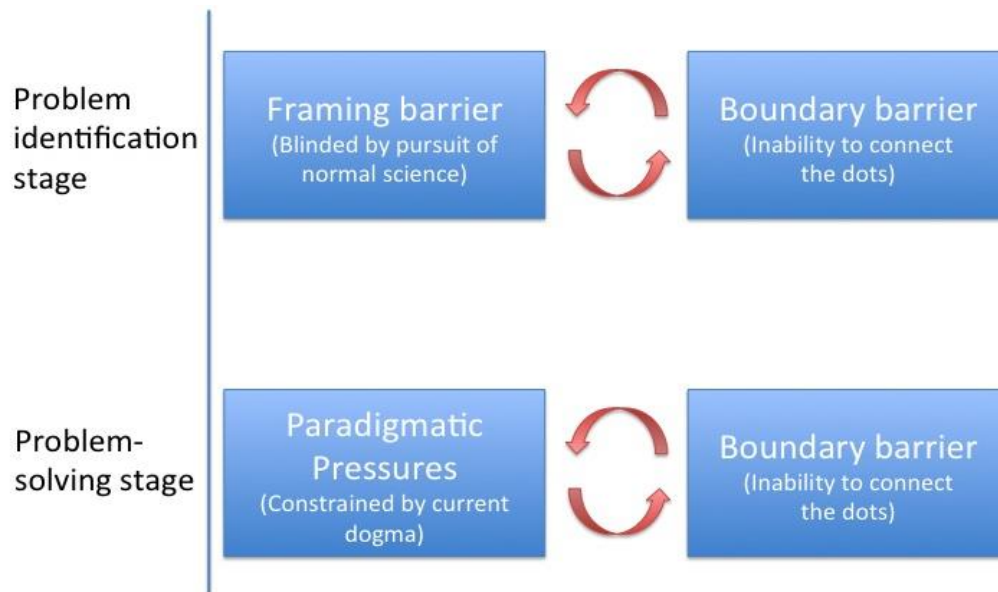 Problem
identification
stage
Framing barrier
(Blinded by pursuit of
normal science)
Boundary barrier
(Inability to connect
the dots)
Problem-
solving stage
Paradigmatic
Pressures
(Constrained by current
dogma)
Boundary barrier
(Inability to connect
the dots)